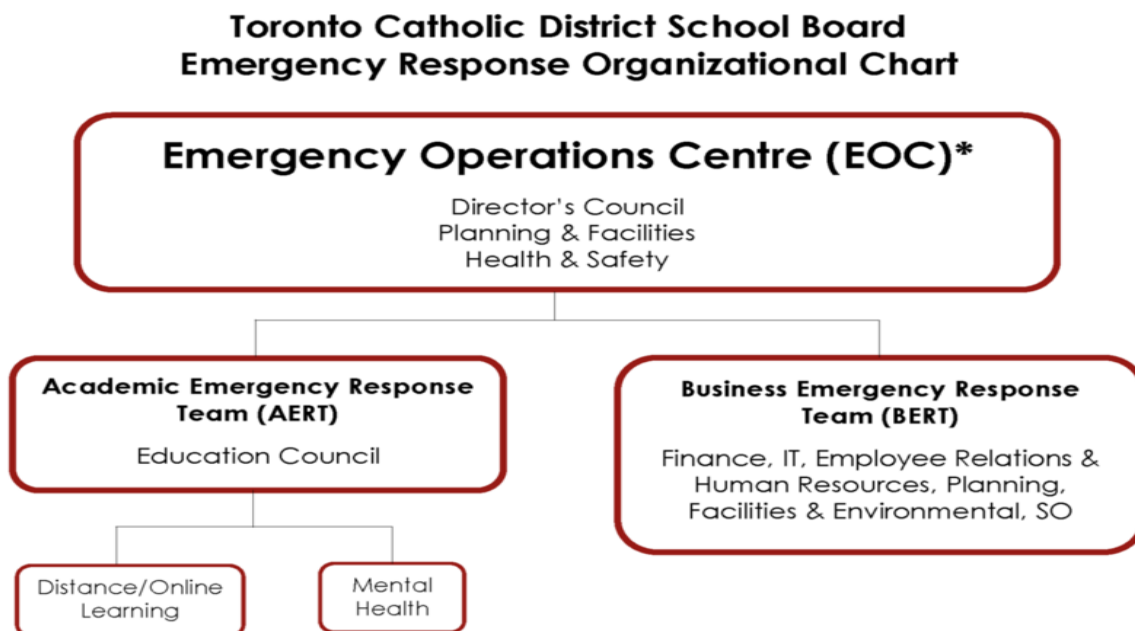 Toronto Catholic District School Board
Emergency Response Organizational Chart
Emergency Operations Centre (EOC)*
Director's Council
Planning & Facilities
Health & Safety
Academic Emergency Response
Team (AERT)
Education Council
Business Emergency Response
Team (BERT)
Finance, IT, Employee Relations &
Human Resources, Planning,
Facilities & Environmental, SO
Distance/Online
Learning
Mental
Health